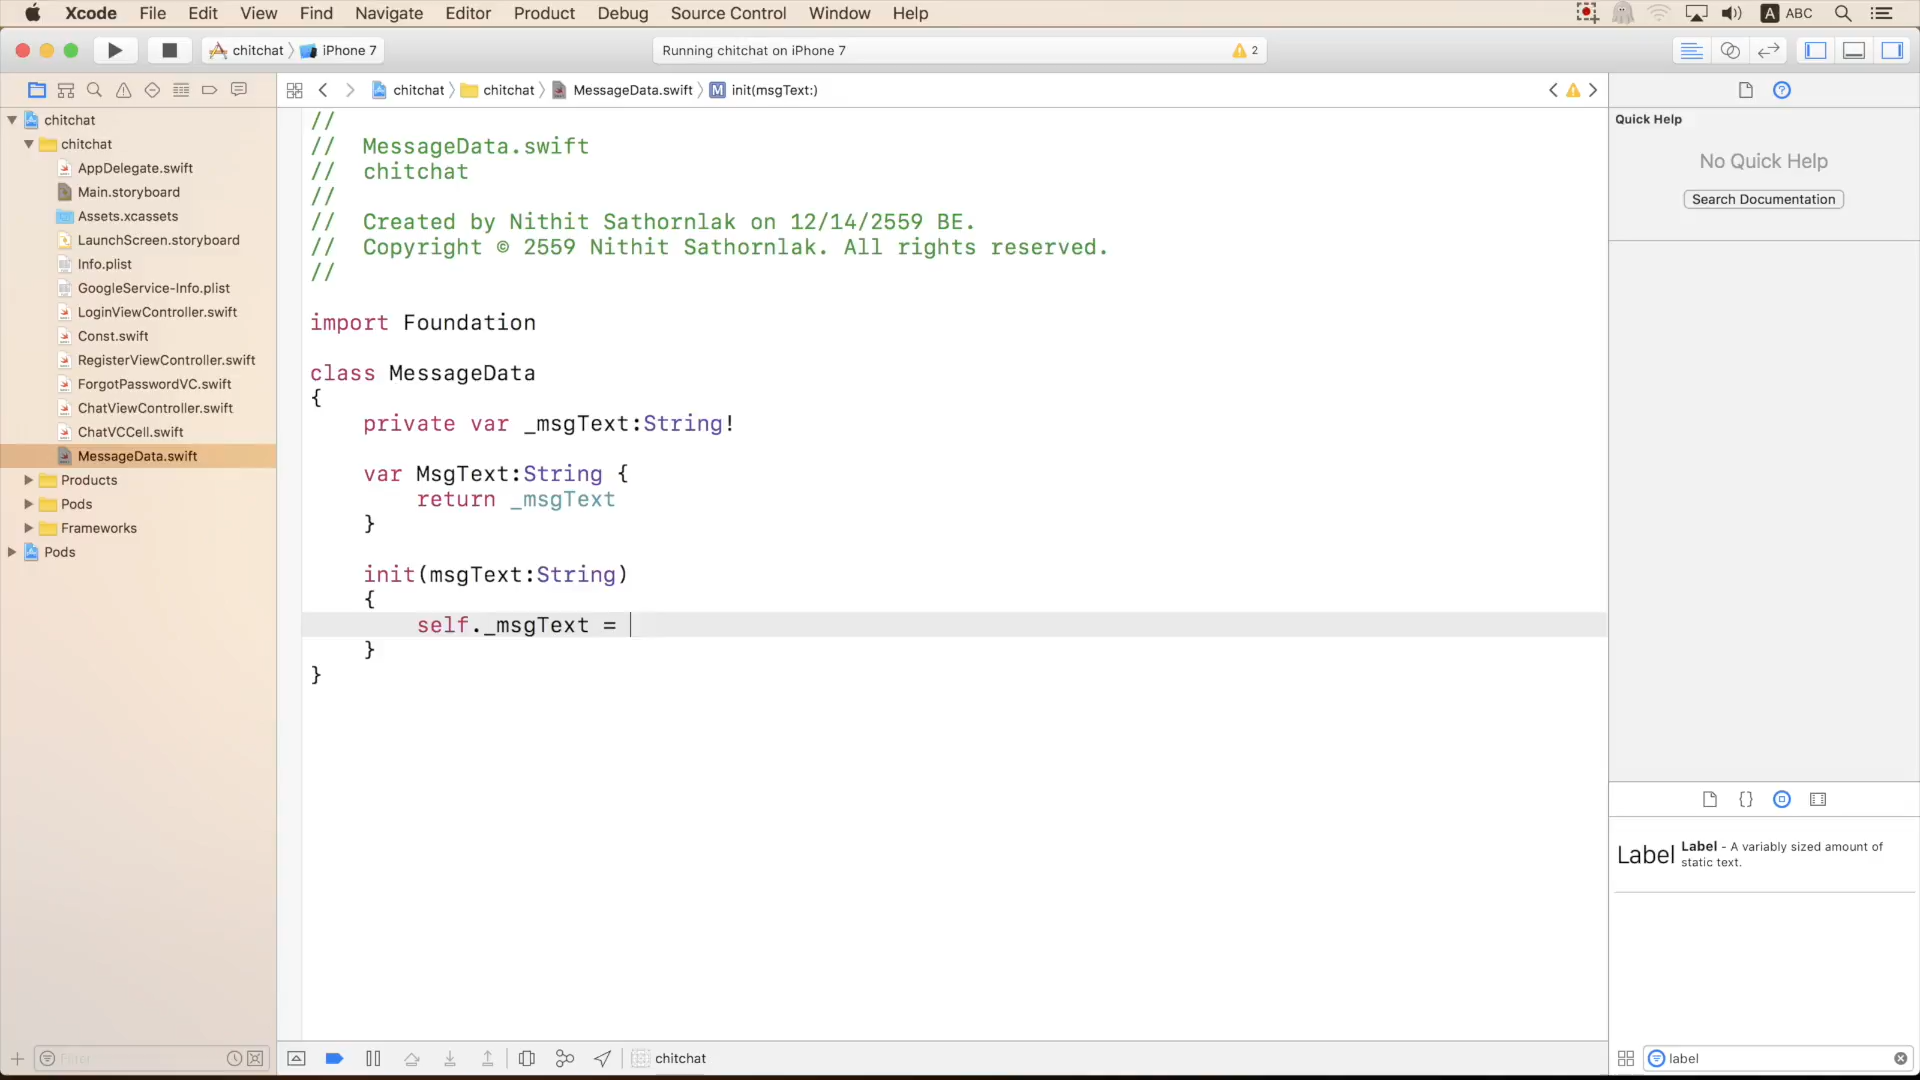 Xcode File Edit View Find Navigate Editor Product Debug Source Control Window Help A ABC
chitchat iPhone 7 Running chitchat on iPhone 7 2
chitchat chitchat MessageData.swift M init(msgText:)
chitchat
chitchat
AppDelegate.swift
Main.storyboard
Assets.xcassets
LaunchScreen.storyboard
Info.plist
GoogleService-Info.plist
LoginViewController.swift
Const.swift
RegisterViewController.swift
ForgotPasswordVC.swift
ChatViewController.swift
ChatVCCell.swift
MessageData.swift
Products
Pods
Frameworks
Pods
Filter
//
//  MessageData.swift
//  chitchat
//
//  Created by Nithit Sathornlak on 12/14/2559 BE.
//  Copyright © 2559 Nithit Sathornlak. All rights reserved.
//
import Foundation
class MessageData
{
    private var _msgText:String!
    var MsgText:String {
        return _msgText
    }
    init(msgText:String)
    {
        self._msgText =
    }
}
chitchat
Quick Help
No Quick Help
Search Documentation
{}
Label Label - A variably sized amount of
static text.
label